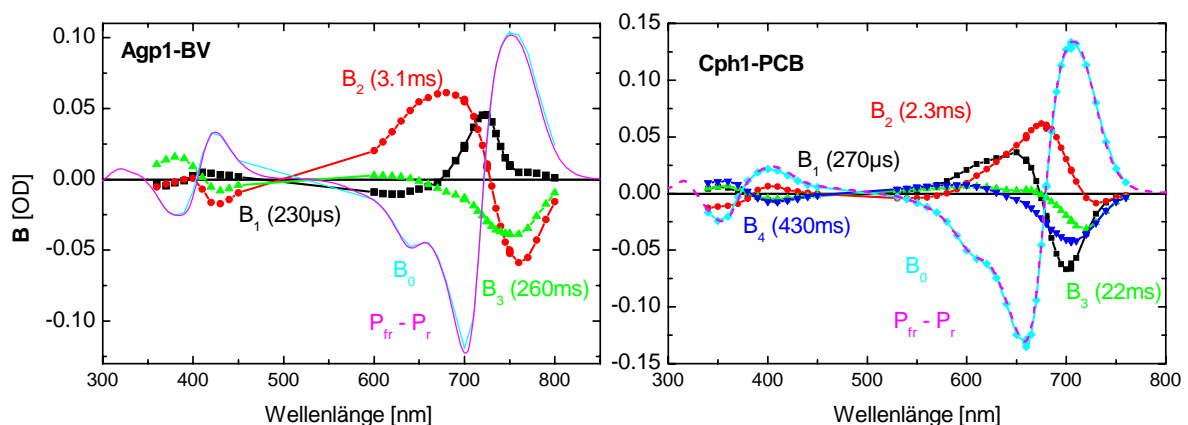 Agp1-BV
B [OD]
0.10
0.05
0.00
-0.05
-0.10
B2 (3.1ms)
B1 (230µs)
B0
B3 (260ms)
Pfr - Pr
300 400 500 600 700 800
Wellenlänge [nm]
Cph1-PCB
0.15
0.10
0.05
0.00
-0.05
-0.10
-0.15
B2 (2.3ms)
B1 (270µs)
B4 (430ms)
B0
B3 (22ms)
Pfr - Pr
300 400 500 600 700 800
Wellenlänge [nm]